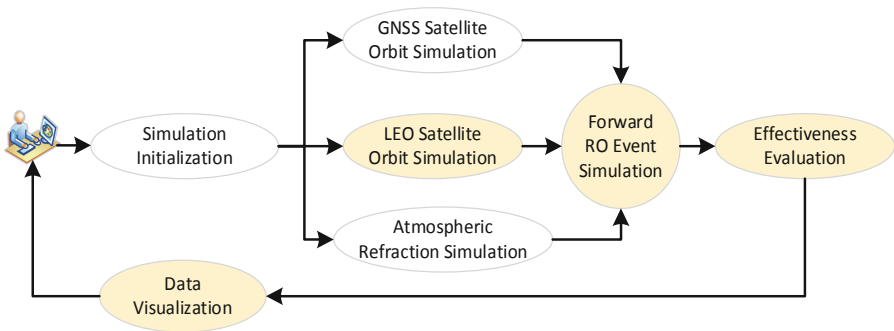 GNSS Satellite
Orbit Simulation
Simulation
Initialization
LEO Satellite
Orbit Simulation
Forward
RO Event
Simulation
Effectiveness
Evaluation
Atmospheric
Refraction Simulation
Data
Visualization